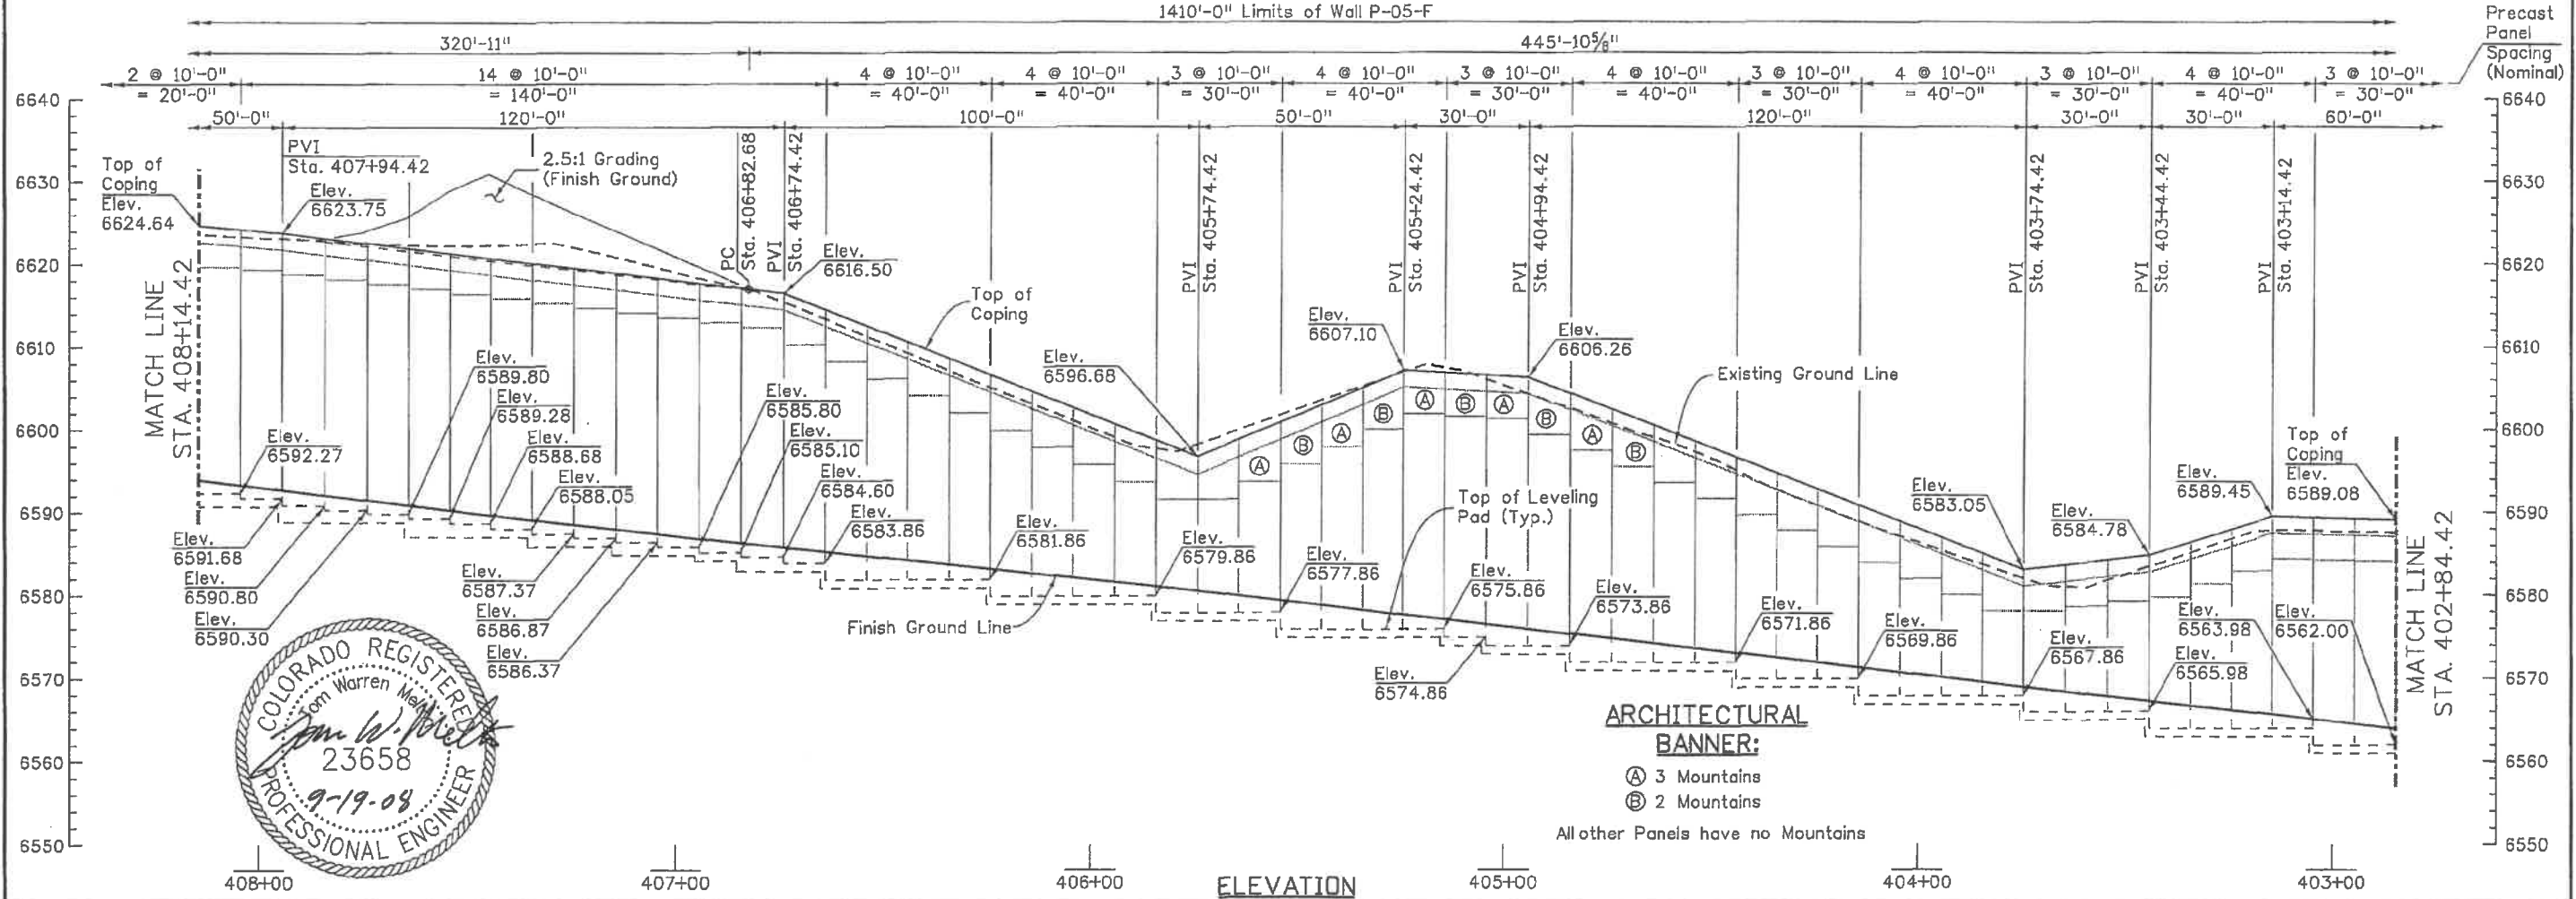 1410'-0" Limits of Wall P-05-F
Precast
Panel
Spacing
(Nominal)
320'-11"
445'-10⅝"
2 @ 10'-0"
= 20'-0"
14 @ 10'-0"
= 140'-0"
4 @ 10'-0"
= 40'-0"
4 @ 10'-0"
= 40'-0"
3 @ 10'-0"
= 30'-0"
4 @ 10'-0"
= 40'-0"
3 @ 10'-0"
= 30'-0"
4 @ 10'-0"
= 40'-0"
3 @ 10'-0"
= 30'-0"
4 @ 10'-0"
= 40'-0"
3 @ 10'-0"
= 30'-0"
4 @ 10'-0"
= 40'-0"
3 @ 10'-0"
= 30'-0"
50'-0"
120'-0"
100'-0"
50'-0"
30'-0"
120'-0"
30'-0"
30'-0"
60'-0"
6640
6630
6620
6610
6600
6590
6580
6570
6560
6550
6640
6630
6620
6610
6600
6590
6580
6570
6560
6550
Top of
Coping
Elev.
6624.64
MATCH LINE
STA. 408+14.42
PVI
Sta. 407+94.42
Elev.
6623.75
2.5:1 Grading
(Finish Ground)
PC
Sta. 406+82.68
PVI
Sta. 406+74.42
Elev.
6616.50
Top of
Coping
PVI
Sta. 405+74.42
Elev.
6596.68
PVI
Sta. 405+24.42
Elev.
6607.10
PVI
Sta. 404+94.42
Elev.
6606.26
Existing Ground Line
PVI
Sta. 403+74.42
Elev.
6583.05
PVI
Sta. 403+44.42
Elev.
6584.78
PVI
Sta. 403+14.42
Elev.
6589.45
Top of
Coping
Elev.
6589.08
MATCH LINE
STA. 402+84.42
A
B
A
B
A
B
A
B
A
B
Elev.
6592.27
Elev.
6591.68
Elev.
6590.80
Elev.
6590.30
Elev.
6589.80
Elev.
6589.28
Elev.
6588.68
Elev.
6588.05
Elev.
6587.37
Elev.
6586.87
Elev.
6586.37
Elev.
6585.80
Elev.
6585.10
Elev.
6584.60
Elev.
6583.86
Elev.
6581.86
Elev.
6579.86
Elev.
6577.86
Top of Leveling
Pad (Typ.)
Elev.
6575.86
Elev.
6574.86
Elev.
6573.86
Elev.
6571.86
Elev.
6569.86
Elev.
6567.86
Elev.
6565.98
Elev.
6563.98
Elev.
6562.00
Finish Ground Line
COLORADO REGISTERED
Tom Warren
23658
9-19-08
PROFESSIONAL ENGINEER
ARCHITECTURAL
BANNER:
A 3 Mountains
B 2 Mountains
All other Panels have no Mountains
408+00
407+00
406+00
405+00
404+00
403+00
ELEVATION